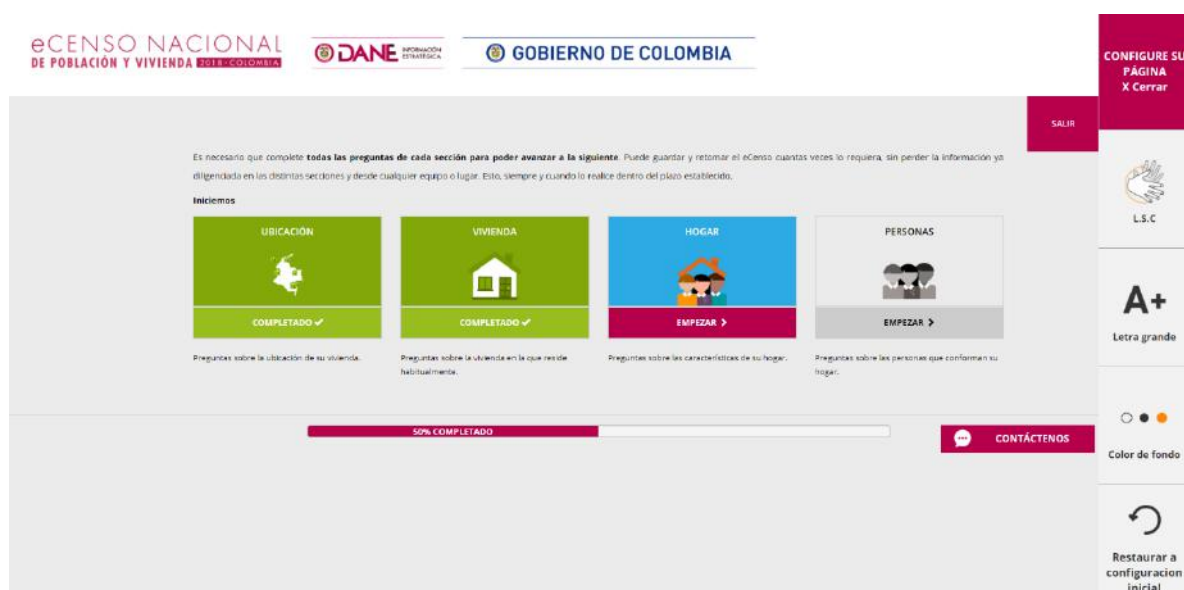 eCENSO NACIONAL
DE POBLACIÓN Y VIVIENDA 2018 - COLOMBIA
DANE INFORMACIÓN
ESTRATÉGICA
GOBIERNO DE COLOMBIA
CONFIGURE SU
PÁGINA
X Cerrar
SALIR
Es necesario que complete todas las preguntas de cada sección para poder avanzar a la siguiente. Puede guardar y retomar el eCenso cuantas veces lo requiera, sin perder la información ya
diligenciada en las distintas secciones y desde cualquier equipo o lugar. Esto, siempre y cuando lo realice dentro del plazo establecido.
Iniciemos
UBICACIÓN
VIVIENDA
HOGAR
PERSONAS
COMPLETADO
COMPLETADO
EMPEZAR
EMPEZAR
Preguntas sobre la ubicación de su vivienda.
Preguntas sobre la vivienda en la que reside
habitualmente.
Preguntas sobre las características de su hogar.
Preguntas sobre las personas que conforman su
hogar.
50% COMPLETADO
CONTÁCTENOS
L.S.C
A+
Letra grande
Color de fondo
Restaurar a
configuracion
inicial